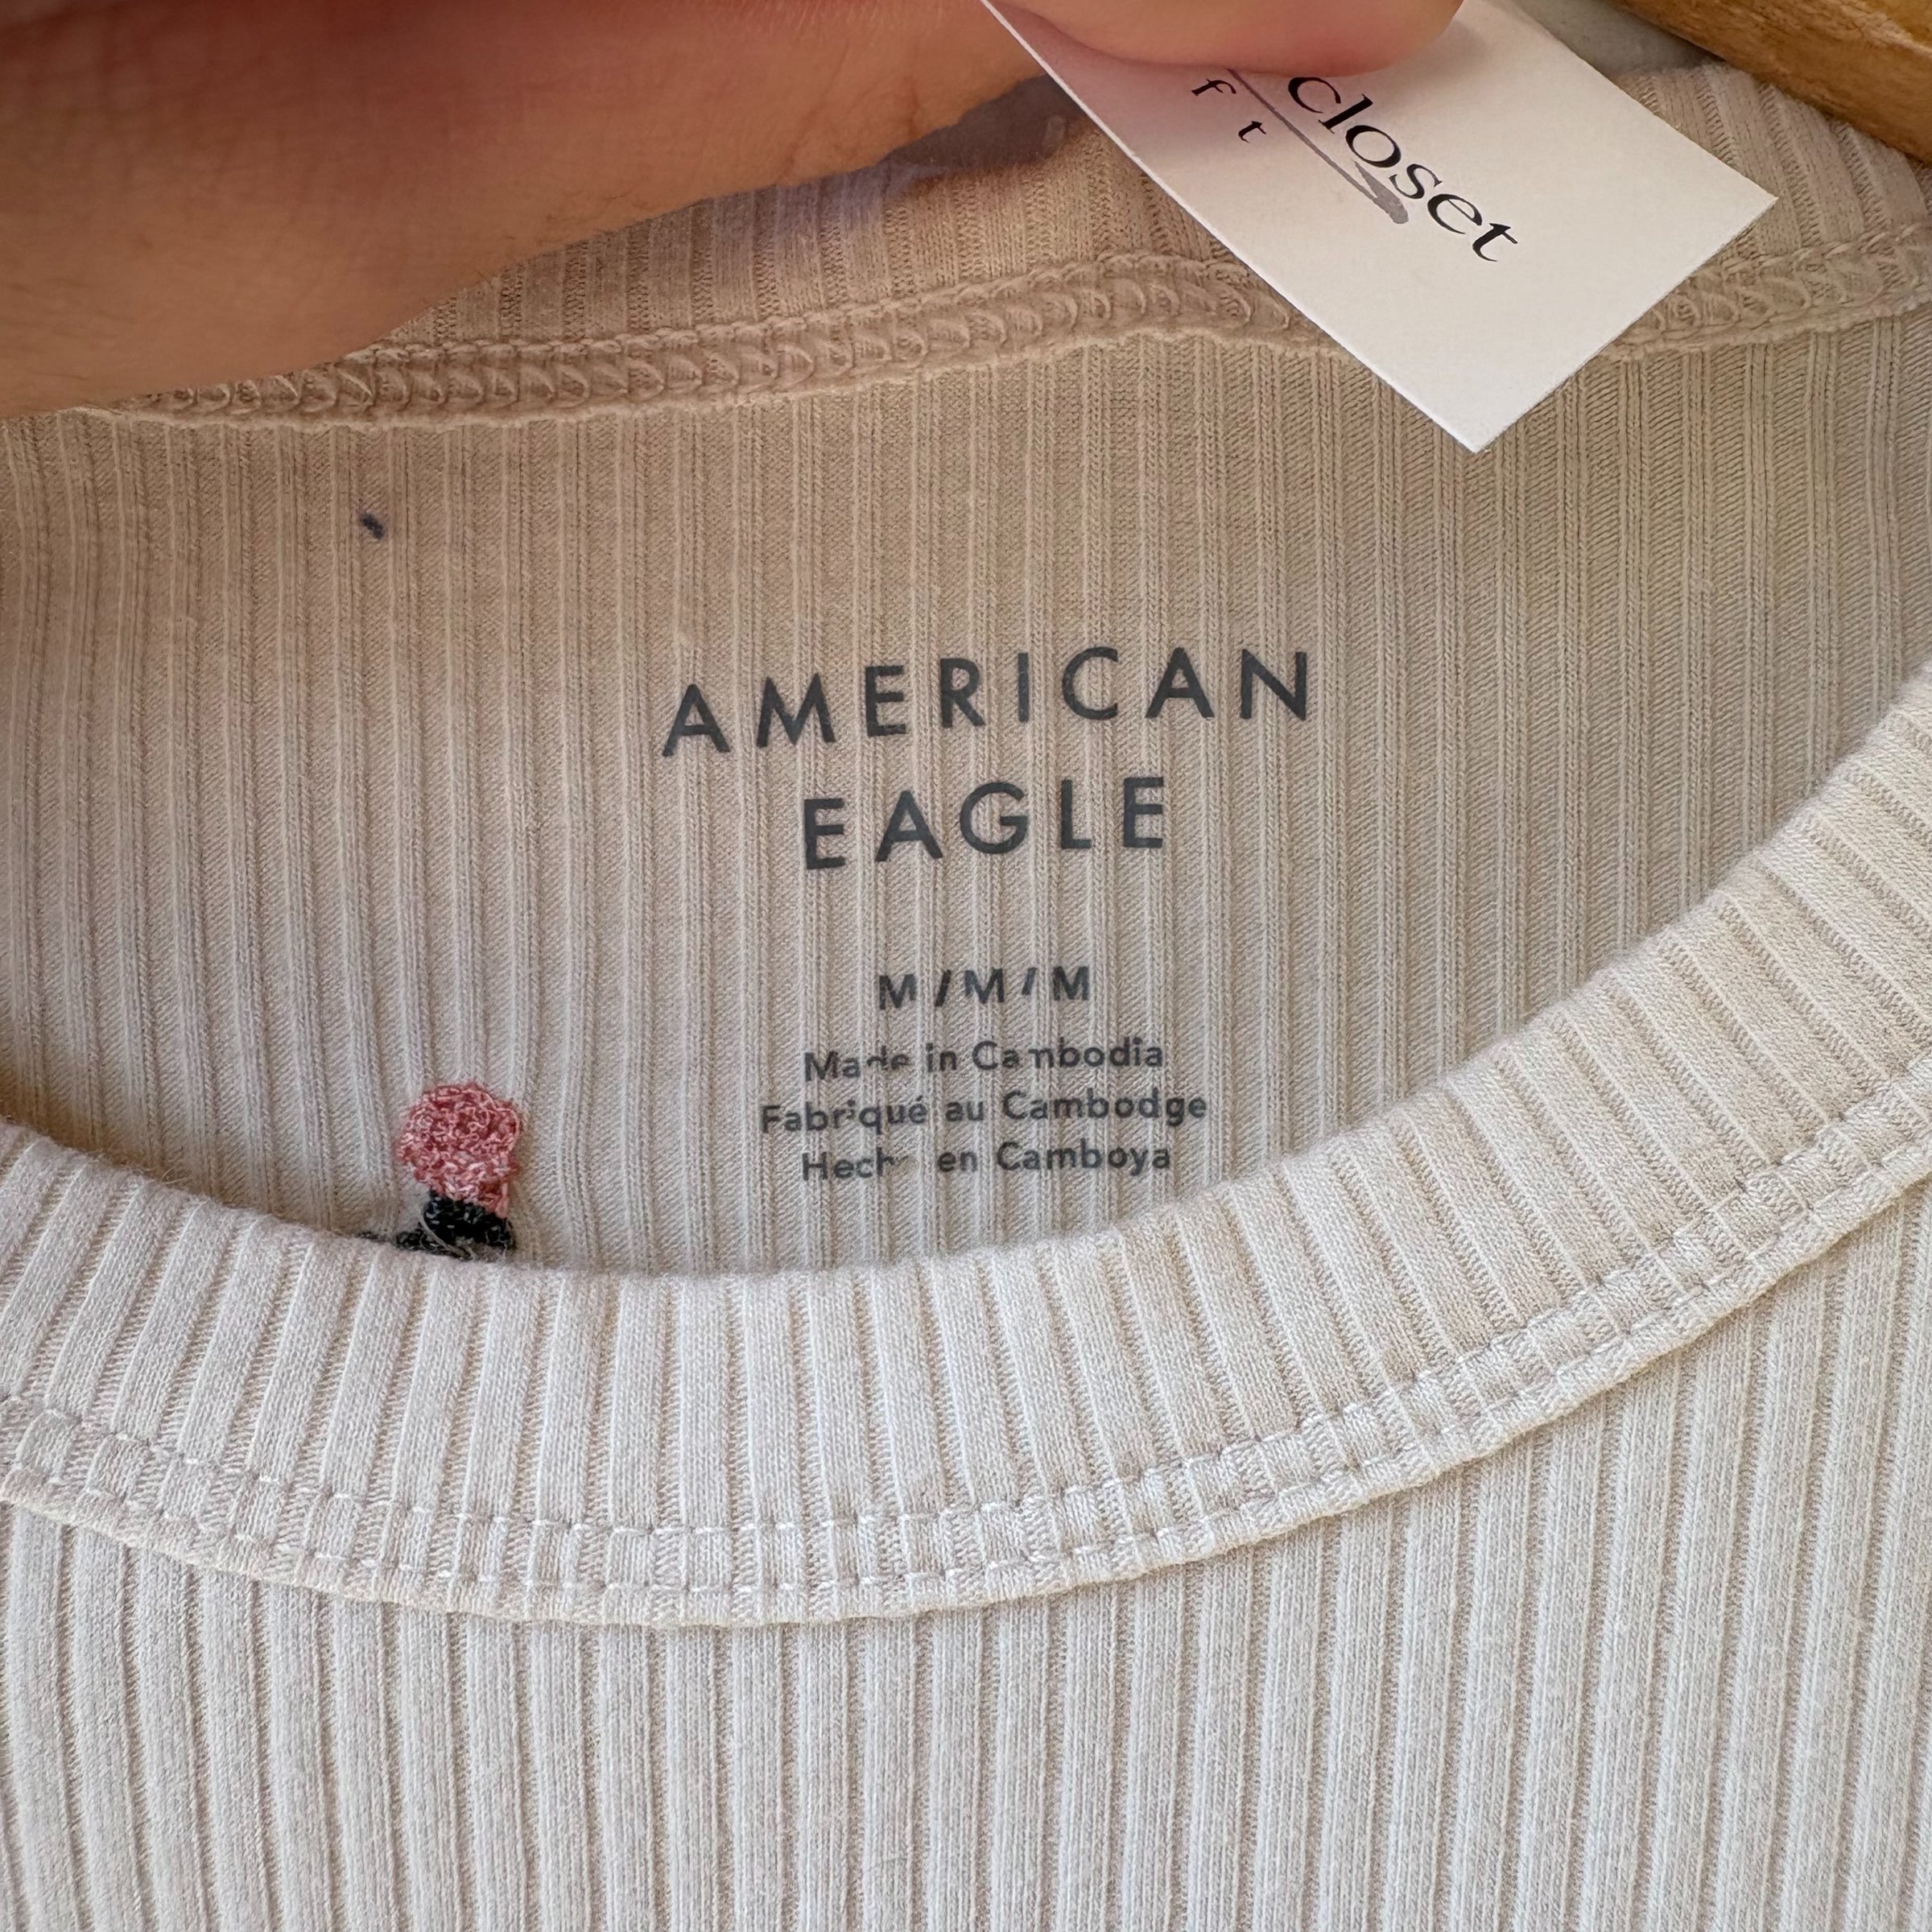 closet
f t
AMERICAN
EAGLE
M/M/M
Made in Cambodia
Fabriqué au Cambodge
Hecho en Camboya